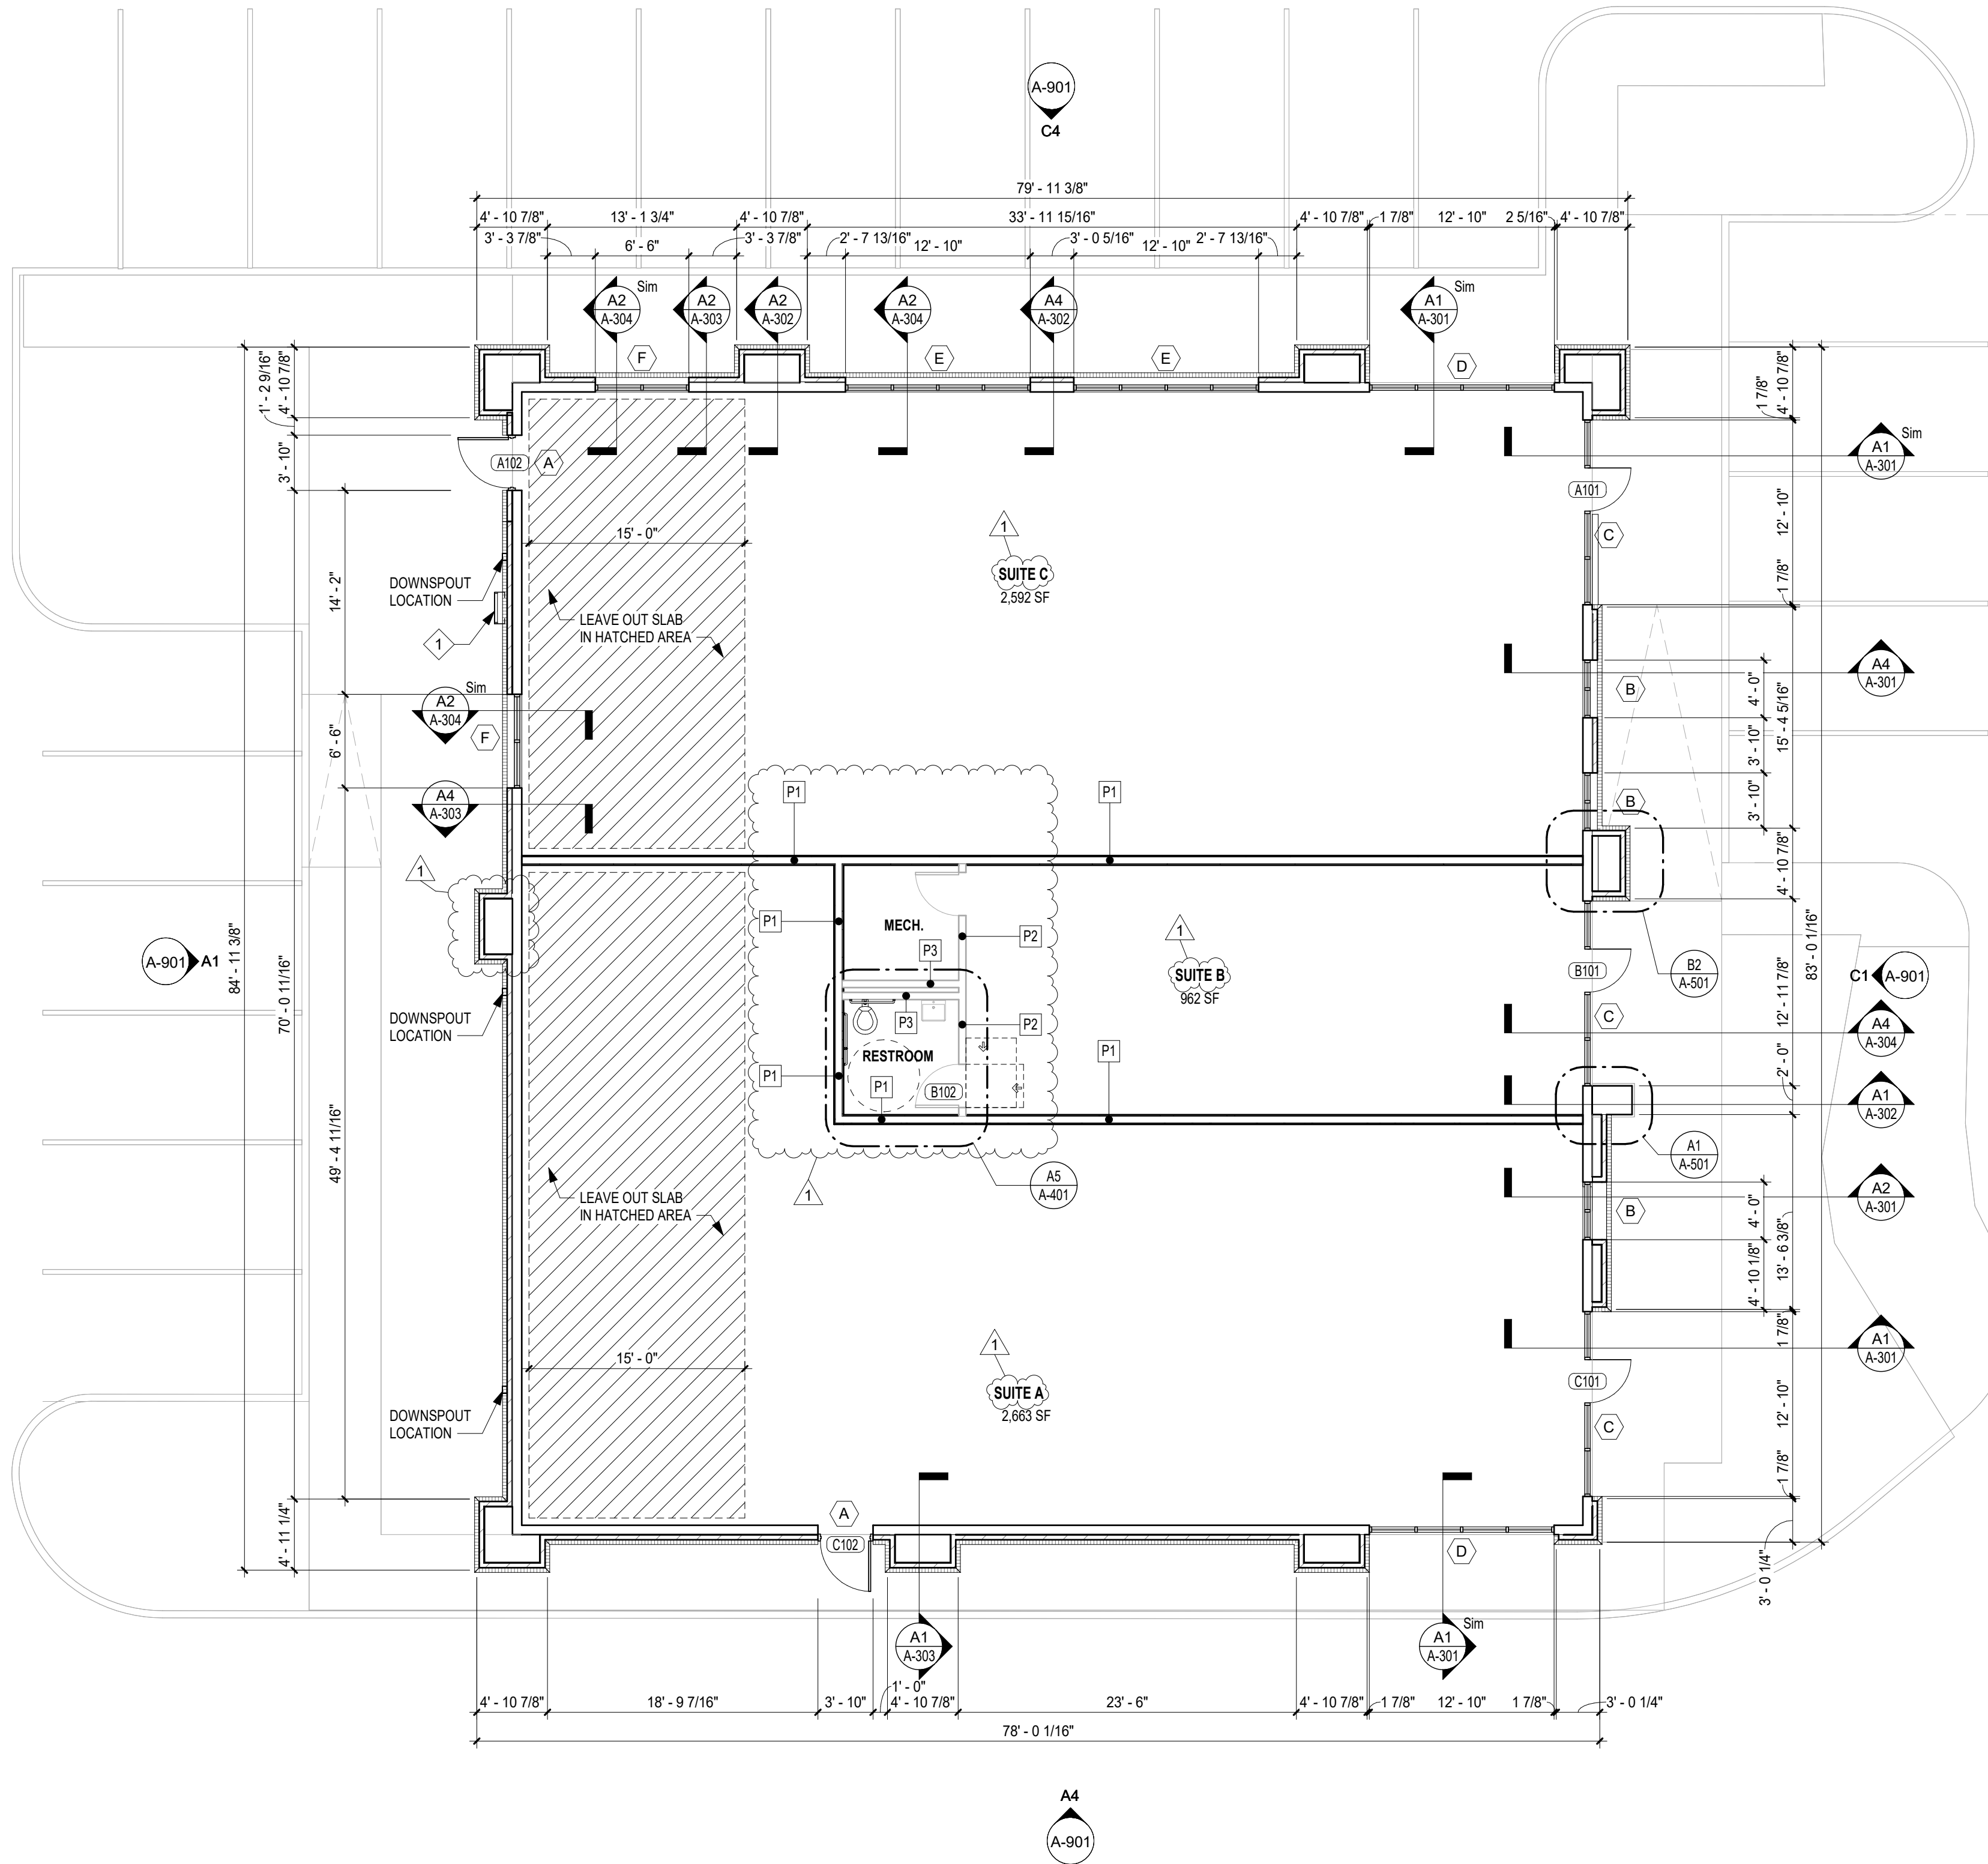 A-901
C4
79' - 11 3/8"
4' - 10 7/8"
13' - 1 3/4"
4' - 10 7/8"
33' - 11 15/16"
4' - 10 7/8"
1 7/8"
12' - 10"
2 5/16"
4' - 10 7/8"
3' - 3 7/8"
6' - 6"
3' - 3 7/8"
2' - 7 13/16"
12' - 10"
3' - 0 5/16"
12' - 10"
2' - 7 13/16"
A2
A-304
Sim
A2
A-303
A2
A-302
A2
A-304
A4
A-302
A1
A-301
Sim
F
E
E
D
1' - 2 9/16"
4' - 10 7/8"
3' - 10"
14' - 2"
6' - 6"
49' - 4 11/16"
70' - 0 11/16"
84' - 11 3/8"
4' - 11 1/4"
A102
A
15' - 0"
DOWNSPOUT
LOCATION
1
LEAVE OUT SLAB
IN HATCHED AREA
A2
A-304
Sim
F
A4
A-303
1
A-901
A1
DOWNSPOUT
LOCATION
1
SUITE C
2,592 SF
P1
P1
P1
MECH.
P2
P3
P3
P2
RESTROOM
P1
P1
B102
P1
1
SUITE B
962 SF
1
A5
A-401
LEAVE OUT SLAB
IN HATCHED AREA
15' - 0"
DOWNSPOUT
LOCATION
1
SUITE A
2,663 SF
A101
C
B
B
B101
C
B
C101
C
B2
A-501
A1
A-501
1 7/8"
4' - 10 7/8"
12' - 10"
1 7/8"
4' - 0"
15' - 4 5/16"
3' - 10"
3' - 10"
4' - 10 7/8"
83' - 0 1/16"
12' - 11 7/8"
2' - 0"
4' - 0"
13' - 6 3/8"
4' - 10 1/8"
1 7/8"
12' - 10"
1 7/8"
3' - 0 1/4"
A1
A-301
Sim
A4
A-301
C1
A-901
A4
A-304
A1
A-302
A2
A-301
A1
A-301
A
C102
D
A1
A-303
A1
A-301
Sim
4' - 10 7/8"
18' - 9 7/16"
3' - 10"
1' - 0"
4' - 10 7/8"
23' - 6"
4' - 10 7/8"
1 7/8"
12' - 10"
1 7/8"
3' - 0 1/4"
78' - 0 1/16"
A4
A-901